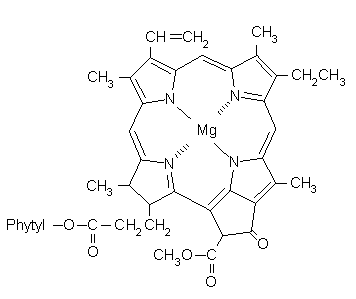 CH=CH₂ CH₃
CH₃ CH₂CH₃
N N
Mg
N N
CH₃ CH₃
Phytyl—O—C—CH₂CH₂
O
CH₃O—C O
O